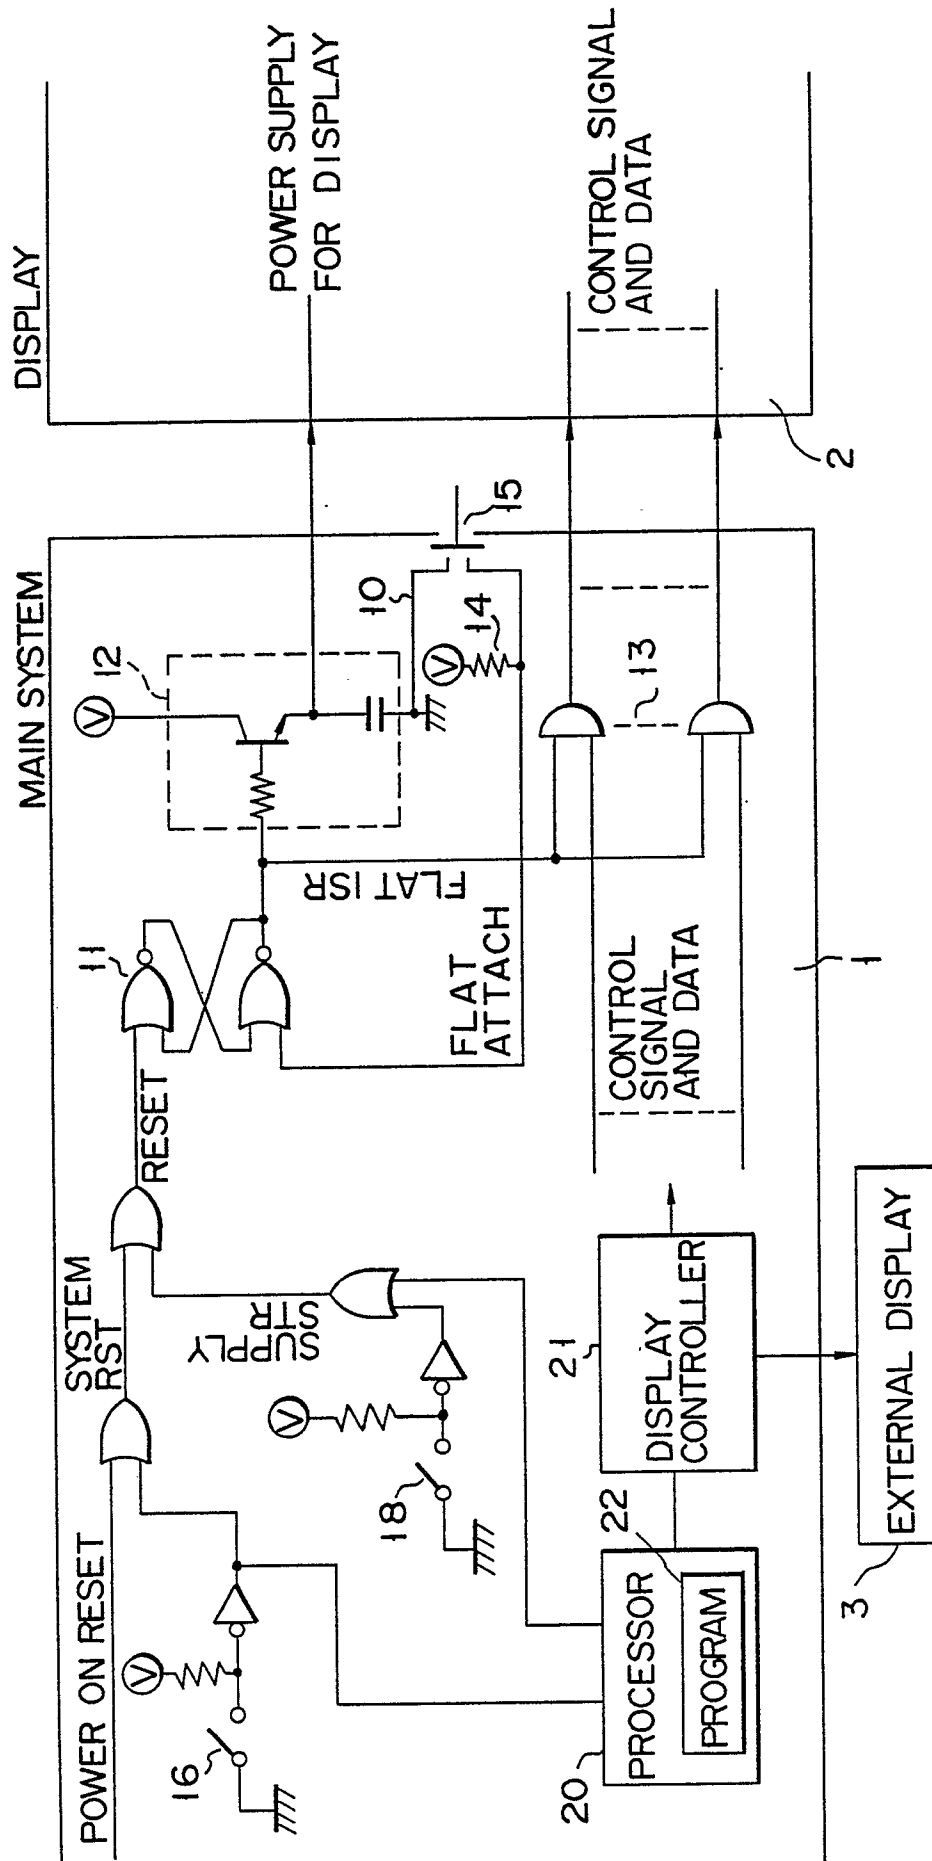 MAIN SYSTEM
DISPLAY
POWER ON RESET
SYSTEM
RST
RESET
11
12
V
POWER SUPPLY
FOR DISPLAY
16
V
SUPPLY
STR
V
18
FLAT ISR
FLAT
ATTACH
10
V
14
15
13
CONTROL SIGNAL
AND DATA
CONTROL
SIGNAL
AND DATA
2
20
PROCESSOR
22
PROGRAM
21
DISPLAY
CONTROLLER
1
3
EXTERNAL DISPLAY